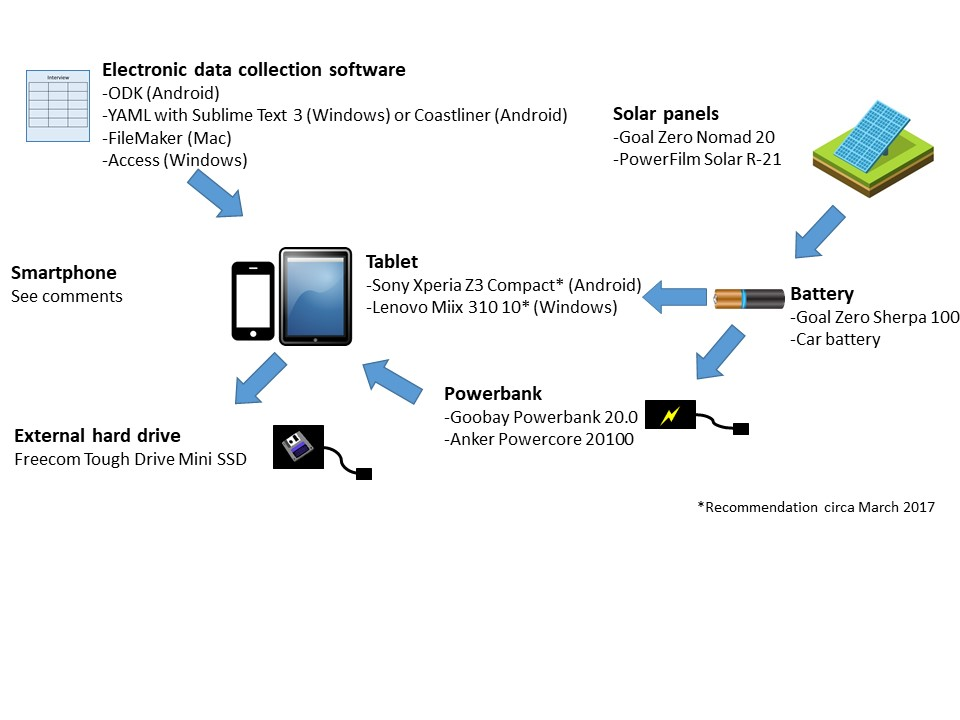 Interview
Electronic data collection software
-ODK (Android)
-YAML with Sublime Text 3 (Windows) or Coastliner (Android)
-FileMaker (Mac)
-Access (Windows)
Solar panels
-Goal Zero Nomad 20
-PowerFilm Solar R-21
Smartphone
See comments
Tablet
-Sony Xperia Z3 Compact* (Android)
-Lenovo Miix 310 10* (Windows)
Battery
-Goal Zero Sherpa 100
-Car battery
Powerbank
-Goobay Powerbank 20.0
-Anker Powercore 20100
External hard drive
Freecom Tough Drive Mini SSD
*Recommendation circa March 2017